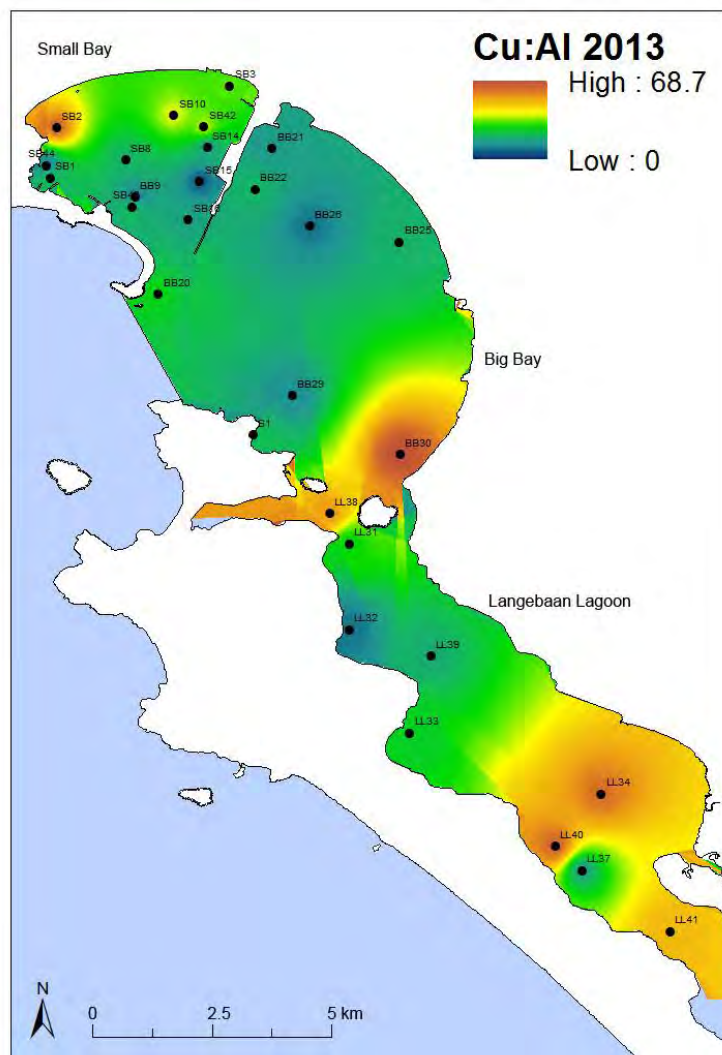 Cu:Al 2013
High : 68.7
Low : 0
Small Bay
SB3
SB10
SB2
SB42
SB14
BB21
SB44
SB8
SB1
SB15
BB22
BB9
BB26
BB25
BB20
Big Bay
BB29
S1
BB30
LL38
LL31
Langebaan Lagoon
LL32
LL39
LL33
LL34
LL40
LL37
LL41
N
0 2.5 5 km